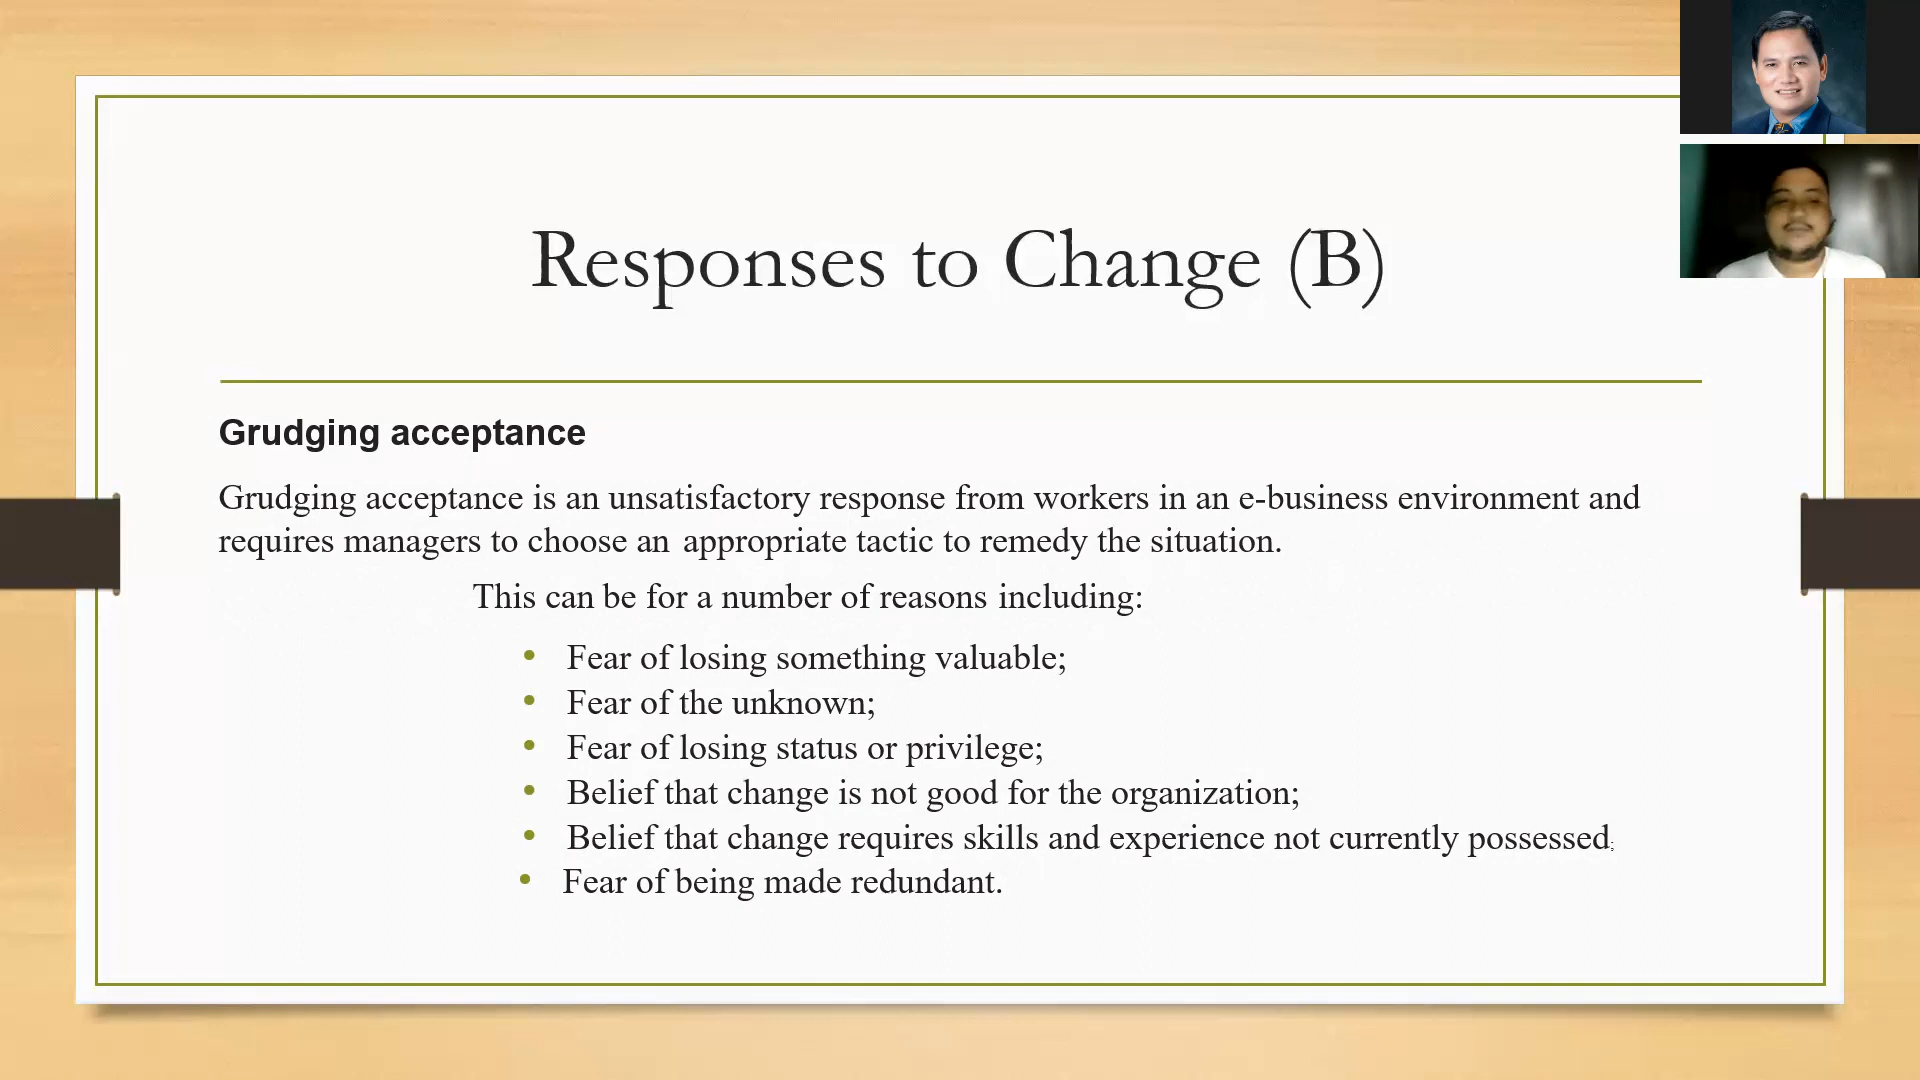 Responses to Change (B)
Grudging acceptance
Grudging acceptance is an unsatisfactory response from workers in an e-business environment and
requires managers to choose an appropriate tactic to remedy the situation.
This can be for a number of reasons including:
• Fear of losing something valuable;
• Fear of the unknown;
• Fear of losing status or privilege;
• Belief that change is not good for the organization;
• Belief that change requires skills and experience not currently possessed;
• Fear of being made redundant.